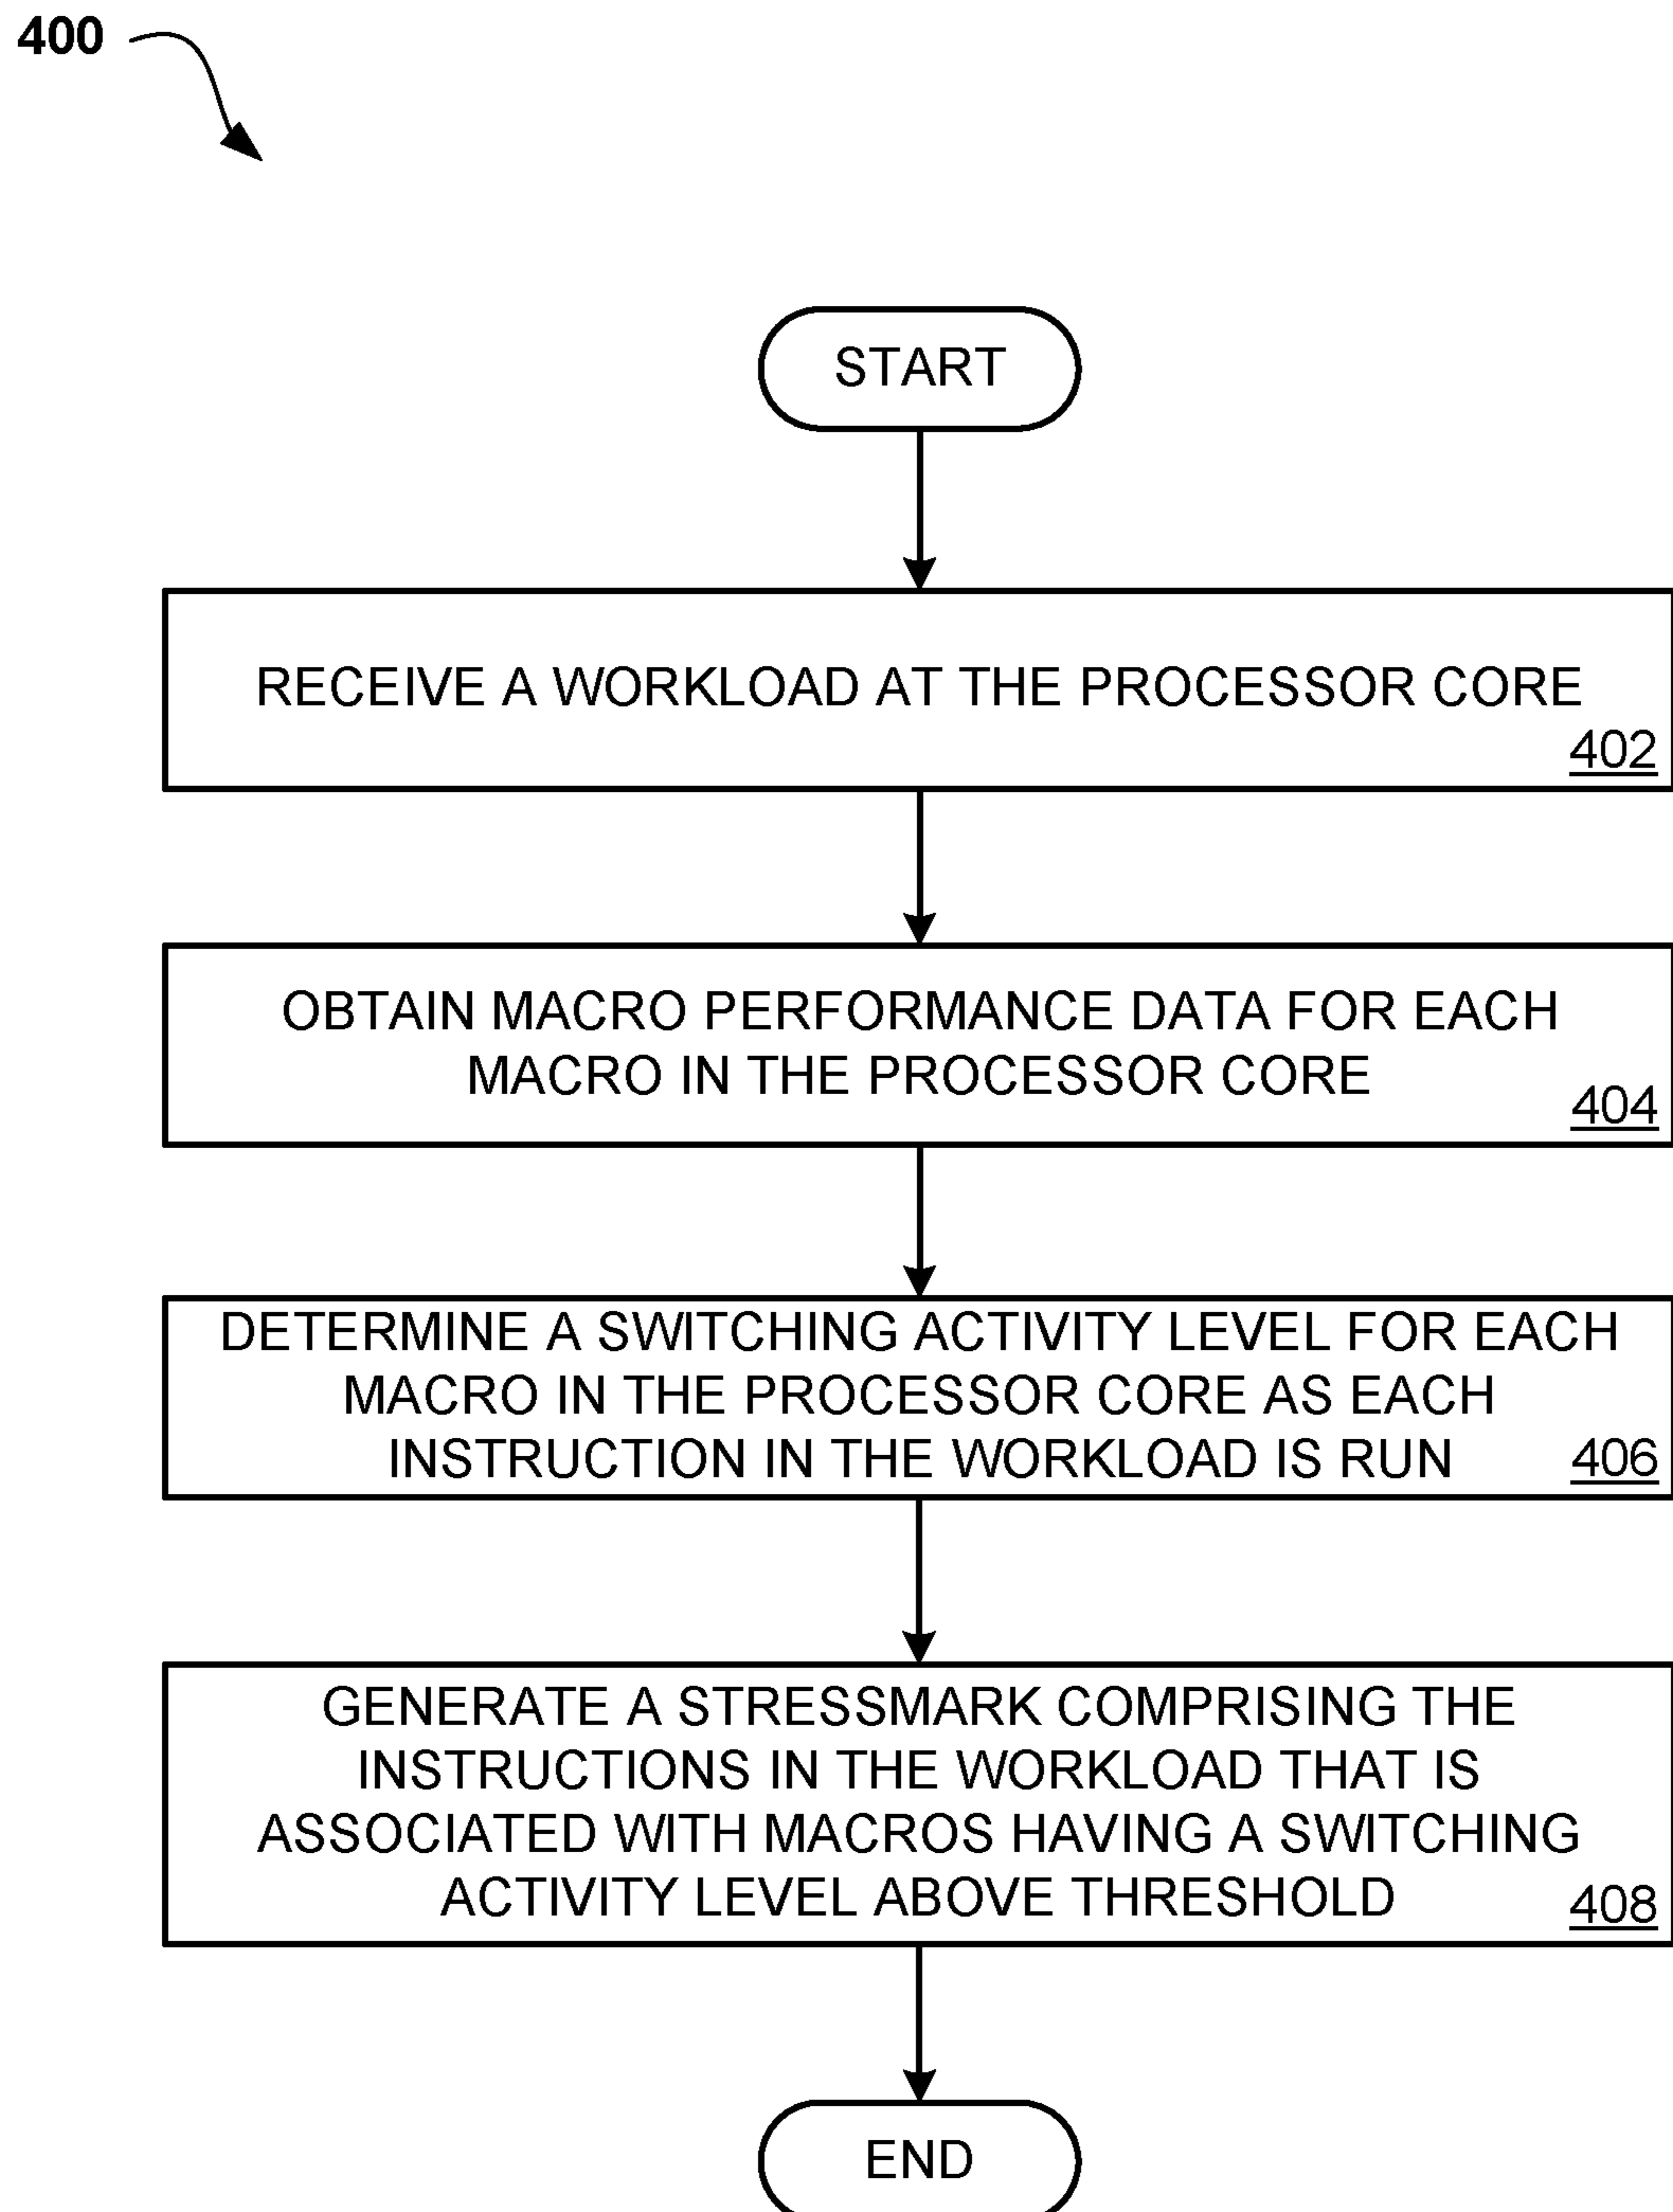 400
START
RECEIVE A WORKLOAD AT THE PROCESSOR CORE
402
OBTAIN MACRO PERFORMANCE DATA FOR EACH
MACRO IN THE PROCESSOR CORE
404
DETERMINE A SWITCHING ACTIVITY LEVEL FOR EACH
MACRO IN THE PROCESSOR CORE AS EACH
INSTRUCTION IN THE WORKLOAD IS RUN
406
GENERATE A STRESSMARK COMPRISING THE
INSTRUCTIONS IN THE WORKLOAD THAT IS
ASSOCIATED WITH MACROS HAVING A SWITCHING
ACTIVITY LEVEL ABOVE THRESHOLD
408
END